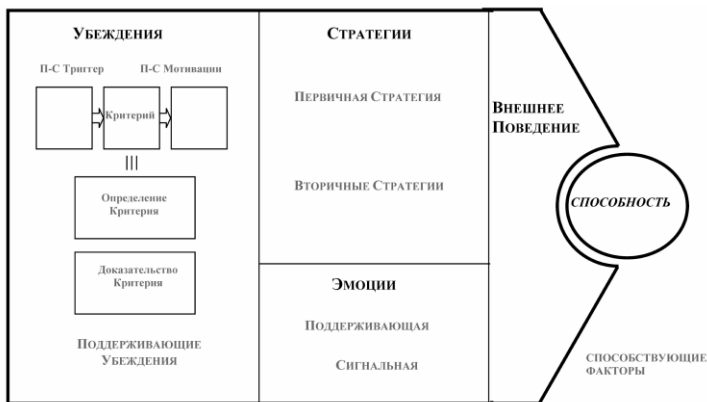 УБЕЖДЕНИЯ
П-С ТРИГГЕР
П-С МОТИВАЦИИ
Критерий
Определение
Критерия
Доказательство
Критерия
ПОДДЕРЖИВАЮЩИЕ
УБЕЖДЕНИЯ
СТРАТЕГИИ
ПЕРВИЧНАЯ СТРАТЕГИЯ
ВТОРИЧНЫЕ СТРАТЕГИИ
ЭМОЦИИ
ПОДДЕРЖИВАЮЩАЯ
СИГНАЛЬНАЯ
ВНЕШНЕЕ
ПОВЕДЕНИЕ
СПОСОБНОСТЬ
СПОСОБСТВУЮЩИЕ
ФАКТОРЫ